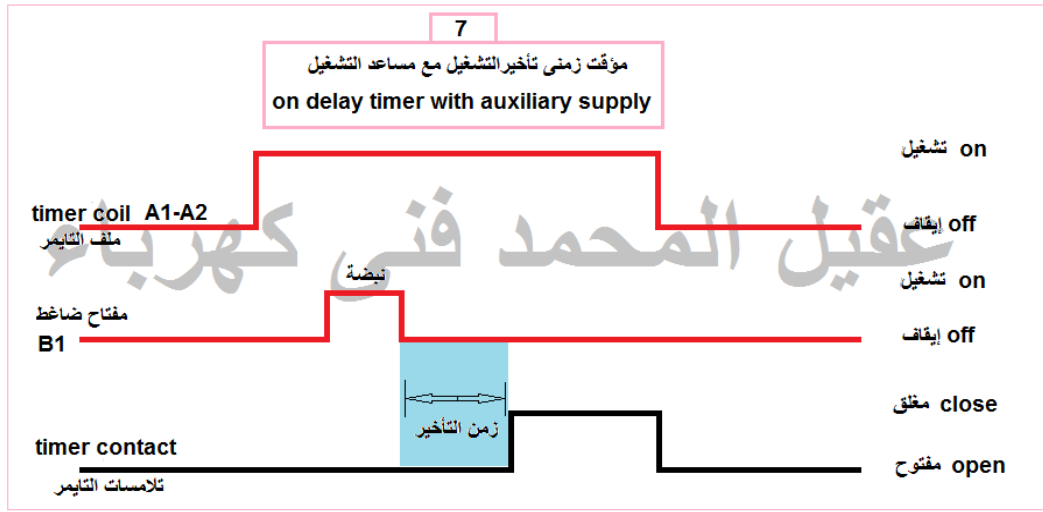 7
مؤقت زمنى تأخيرالتشغيل مع مساعد التشغيل
on delay timer with auxiliary supply
تشغيل on
timer coil A1-A2
ملف التايمر
إيقاف off
عقيل المحمد فنى كهرباء
نبضة
تشغيل on
مفتاح ضاغط
B1
إيقاف off
زمن التأخير
مغلق close
timer contact
تلامسات التايمر
مفتوح open